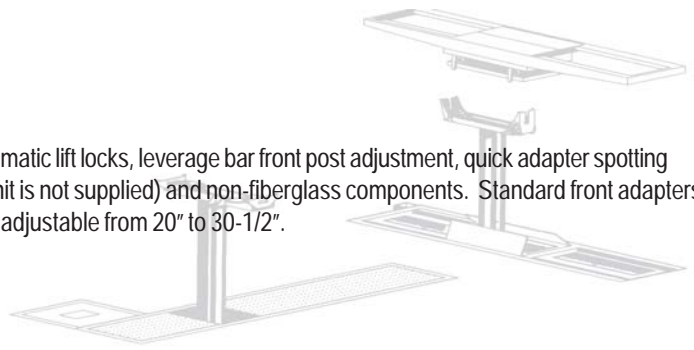 matic lift locks, leverage bar front post adjustment, quick adapter spotting
nit is not supplied) and non-fiberglass components. Standard front adapters
adjustable from 20" to 30-1/2".